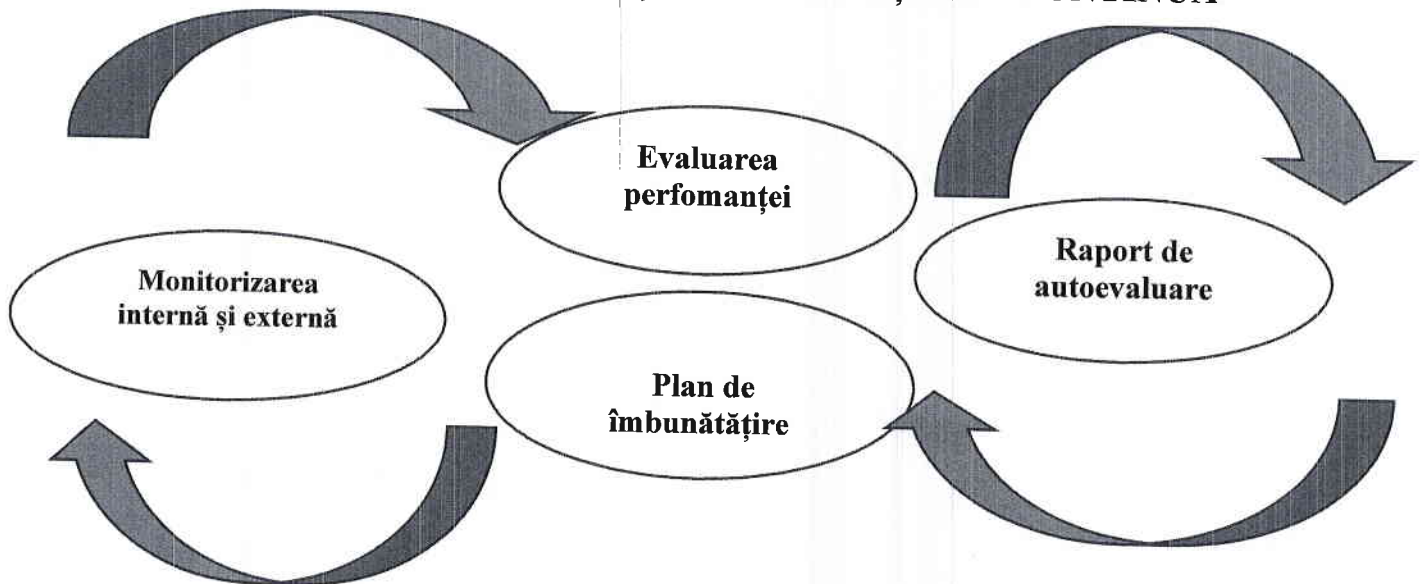 Evaluarea
perfomanței
Monitorizarea
internă și externă
Raport de
autoevaluare
Plan de
îmbunătățire